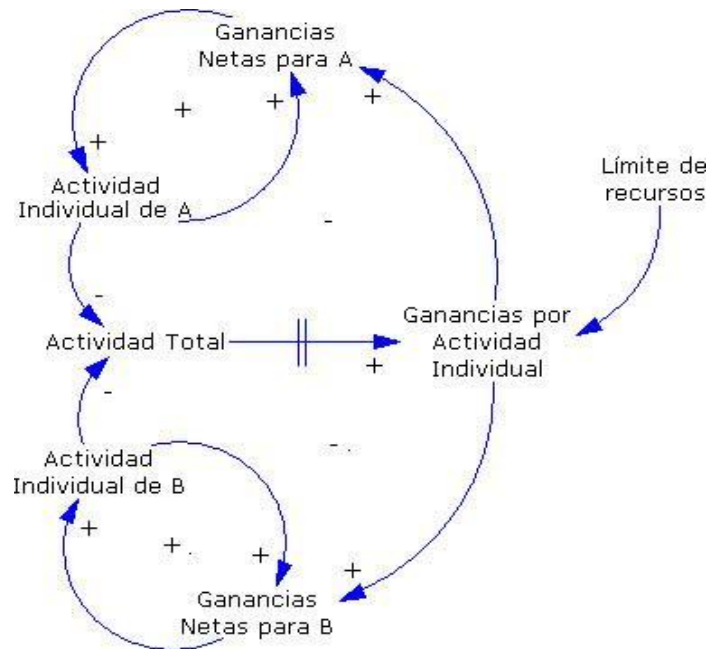 Ganancias
Netas para A
+
+
+
+
Actividad
Individual de A
Límite de
recursos
-
-
Actividad Total
Ganancias por
Actividad
Individual
+
-
-
Actividad
Individual de B
+
+
+
+
Ganancias
Netas para B